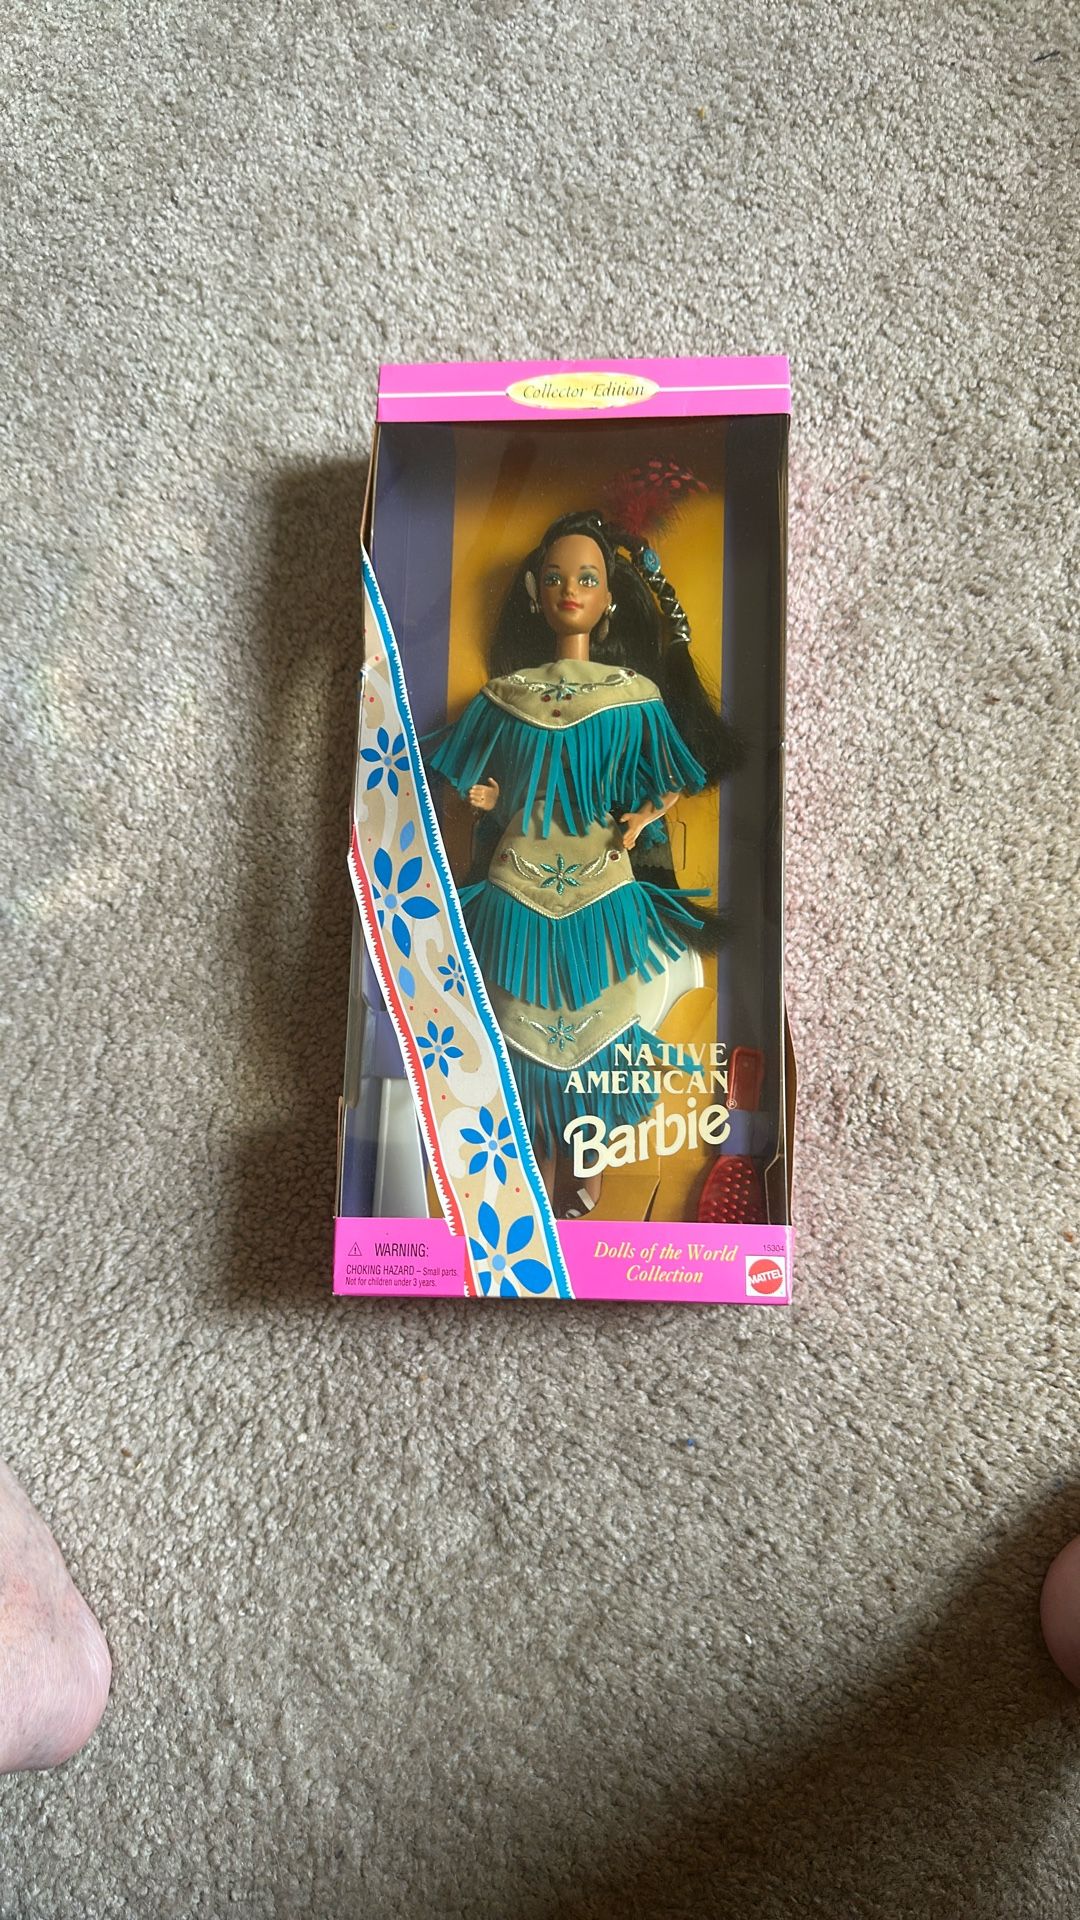 Collector Edition
NATIVE
AMERICAN
Barbie®
⚠ WARNING:
CHOKING HAZARD – Small parts.
Not for children under 3 years.
Dolls of the World
Collection
15304
MATTEL